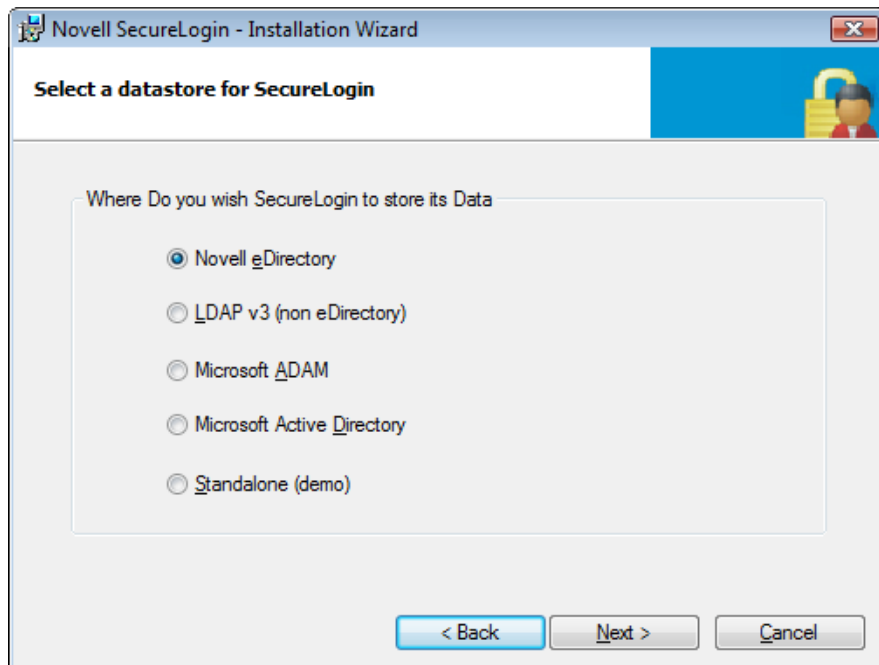 Novell SecureLogin - Installation Wizard
Select a datastore for SecureLogin
Where Do you wish SecureLogin to store its Data
Novell eDirectory
LDAP v3 (non eDirectory)
Microsoft ADAM
Microsoft Active Directory
Standalone (demo)
< Back Next > Cancel